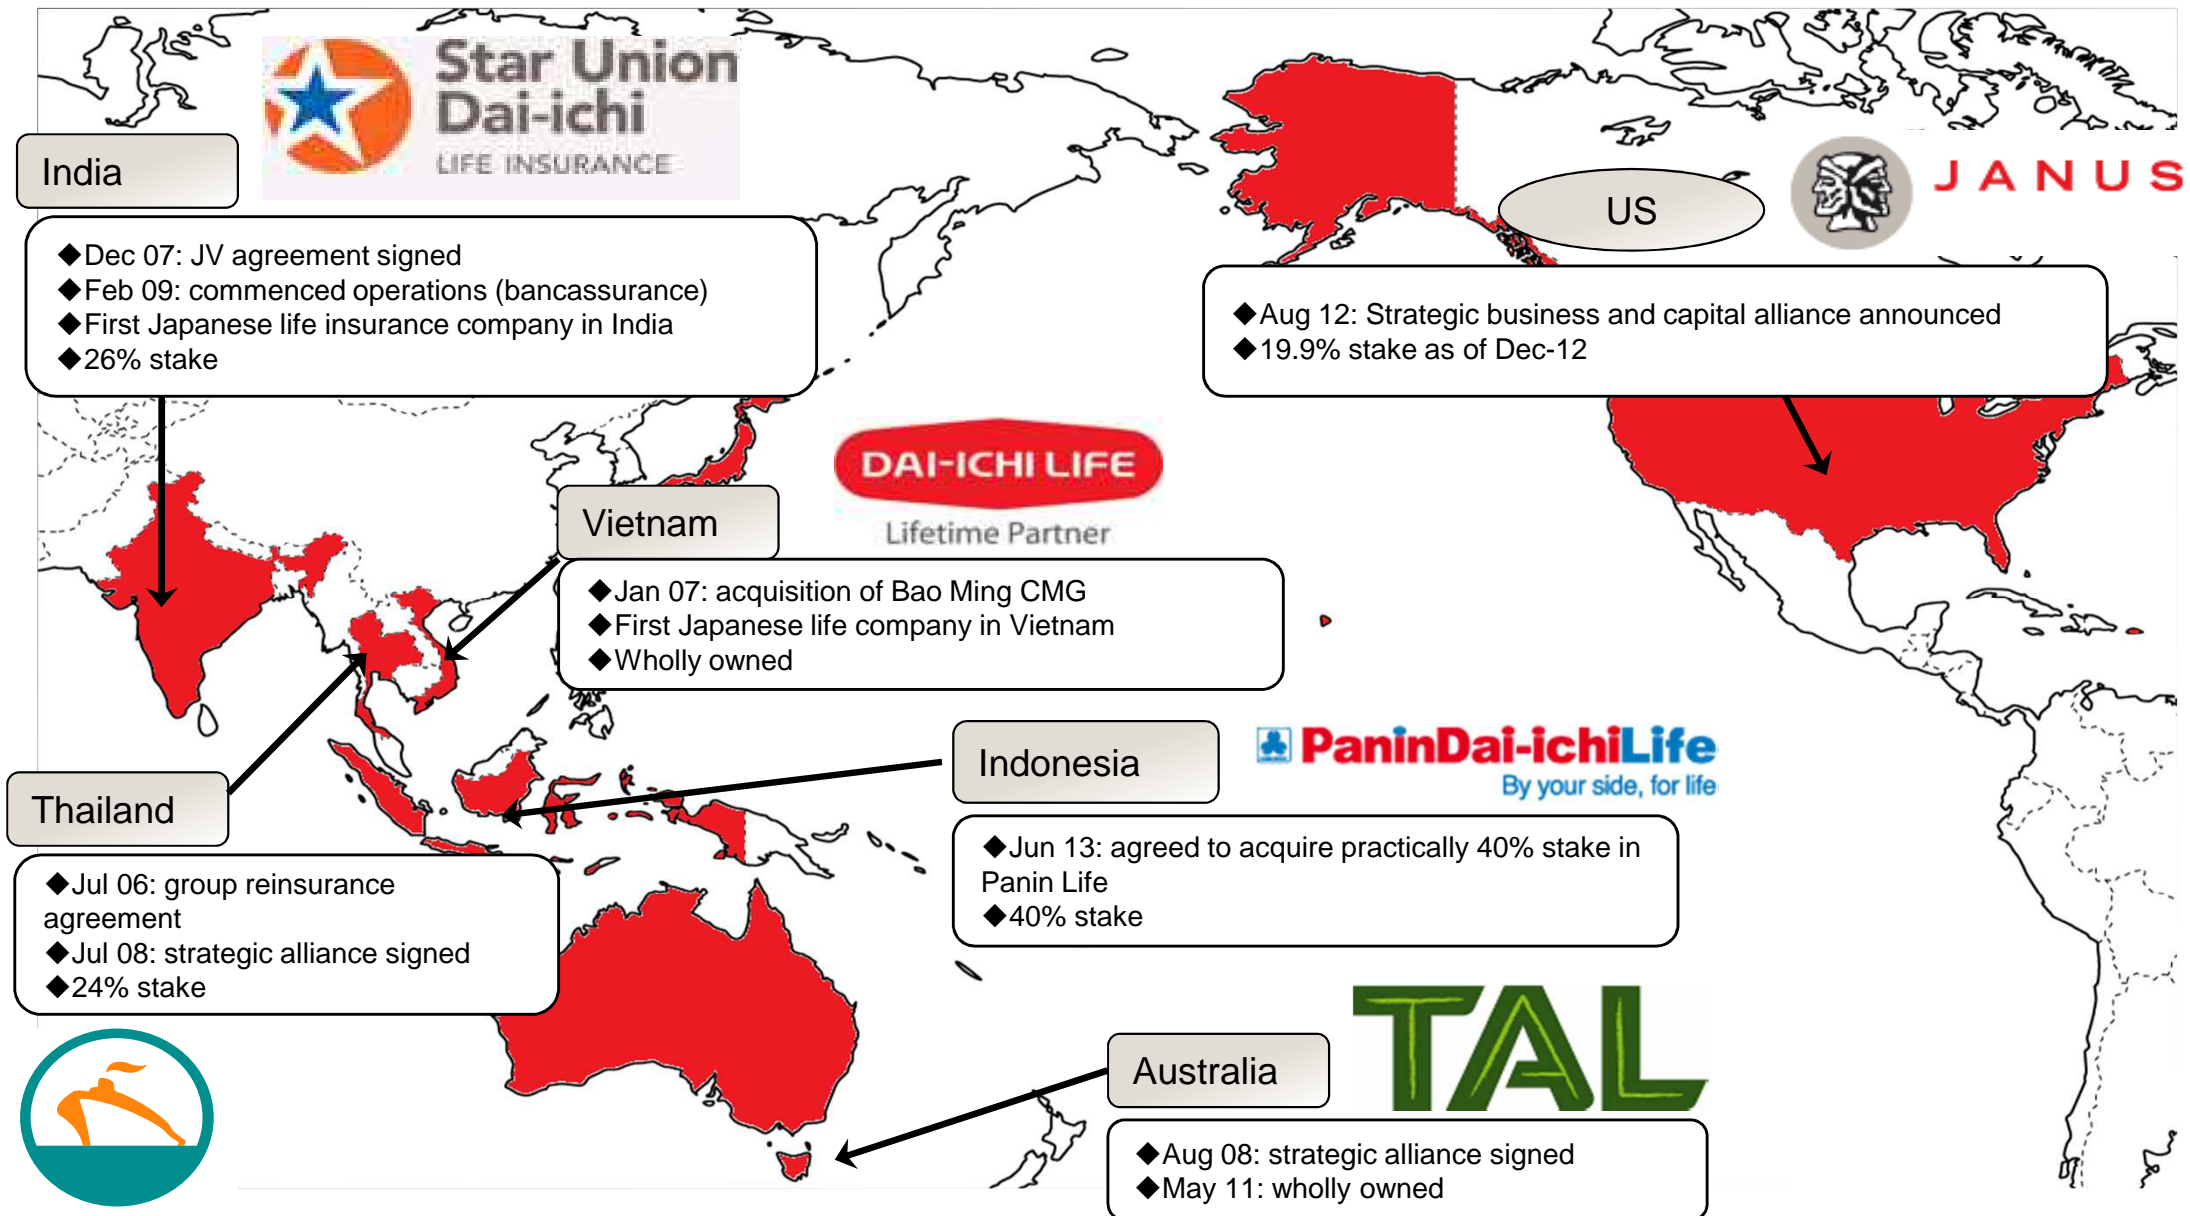 Star Union
Dai-ichi
LIFE INSURANCE
India
◆Dec 07: JV agreement signed
◆Feb 09: commenced operations (bancassurance)
◆First Japanese life insurance company in India
◆26% stake
JANUS
US
◆Aug 12: Strategic business and capital alliance announced
◆19.9% stake as of Dec-12
DAI-ICHI LIFE
Lifetime Partner
Vietnam
◆Jan 07: acquisition of Bao Ming CMG
◆First Japanese life company in Vietnam
◆Wholly owned
Indonesia
PaninDai-ichiLife
By your side, for life
◆Jun 13: agreed to acquire practically 40% stake in
Panin Life
◆40% stake
Thailand
◆Jul 06: group reinsurance
agreement
◆Jul 08: strategic alliance signed
◆24% stake
Australia
TAL
◆Aug 08: strategic alliance signed
◆May 11: wholly owned